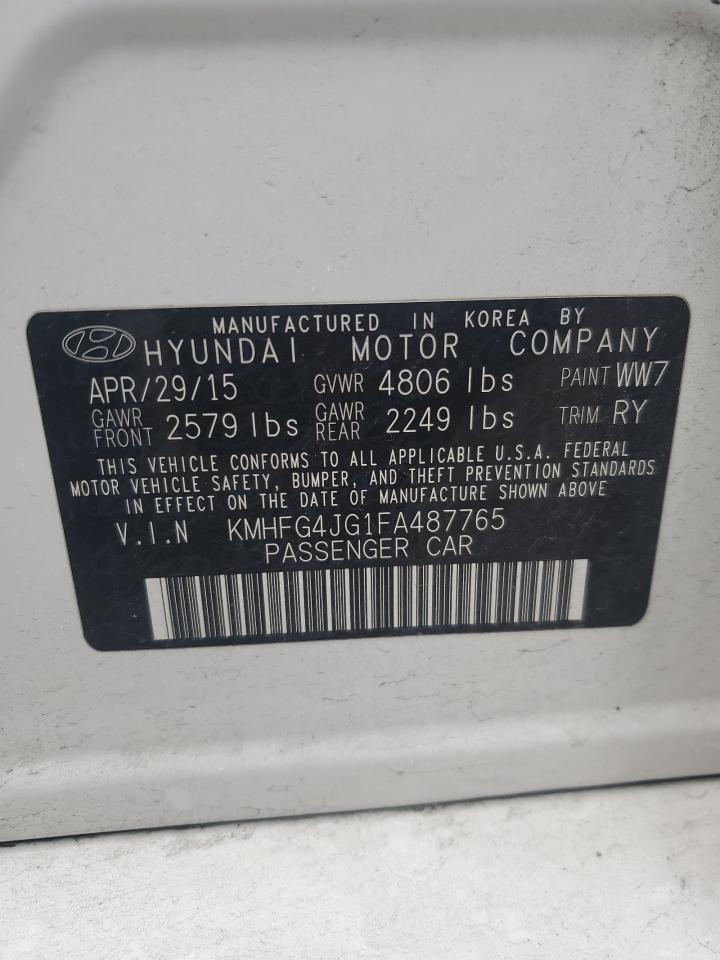 MANUFACTURED IN KOREA BY
HYUNDAI MOTOR COMPANY
APR/29/15 GVWR 4806 lbs PAINT WW7
GAWR FRONT 2579 lbs GAWR REAR 2249 lbs TRIM RY
THIS VEHICLE CONFORMS TO ALL APPLICABLE U.S.A. FEDERAL
MOTOR VEHICLE SAFETY, BUMPER, AND THEFT PREVENTION STANDARDS
IN EFFECT ON THE DATE OF MANUFACTURE SHOWN ABOVE
V.I.N KMHFG4JG1FA487765
PASSENGER CAR